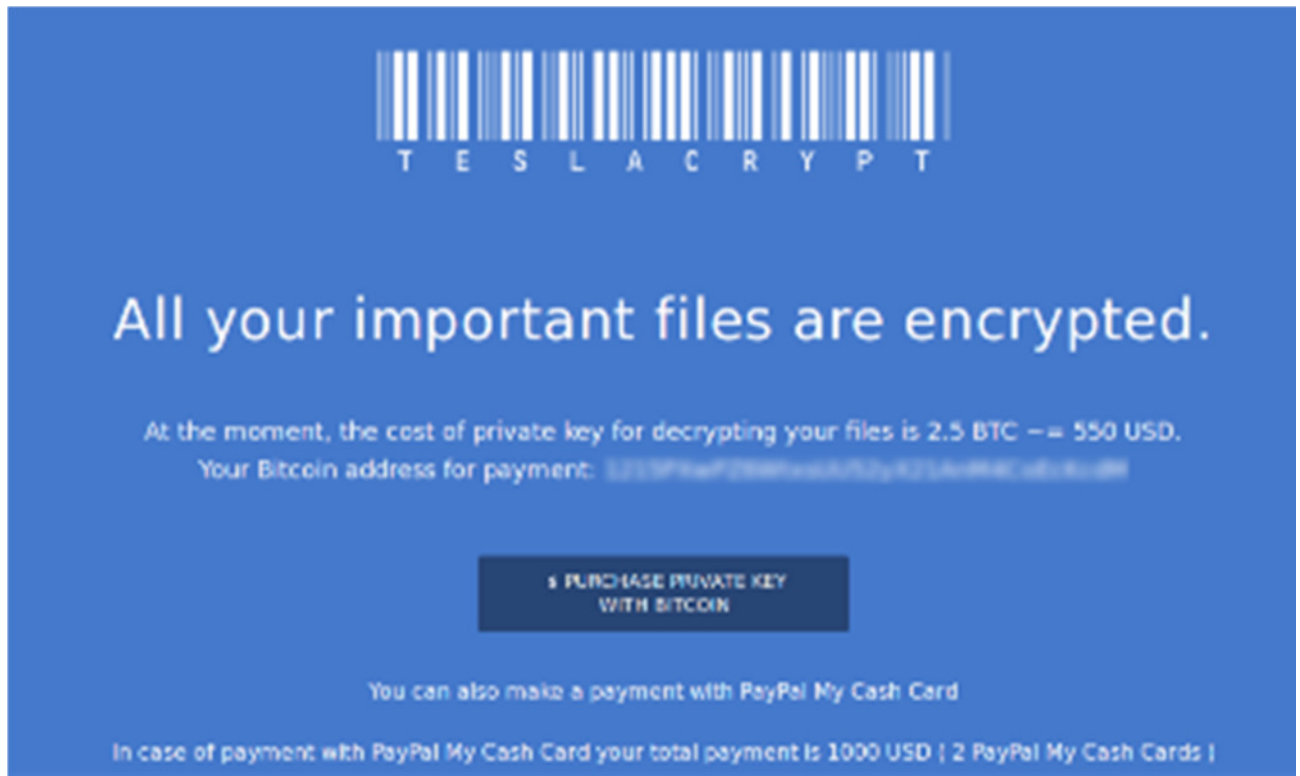 TESLACRYPT
All your important files are encrypted.
At the moment, the cost of private key for decrypting your files is 2.5 BTC ~= 550 USD.
Your Bitcoin address for payment:
$ PURCHASE PRIVATE KEY
WITH BITCOIN
You can also make a payment with PayPal My Cash Card
In case of payment with PayPal My Cash Card your total payment is 1000 USD ( 2 PayPal My Cash Cards )